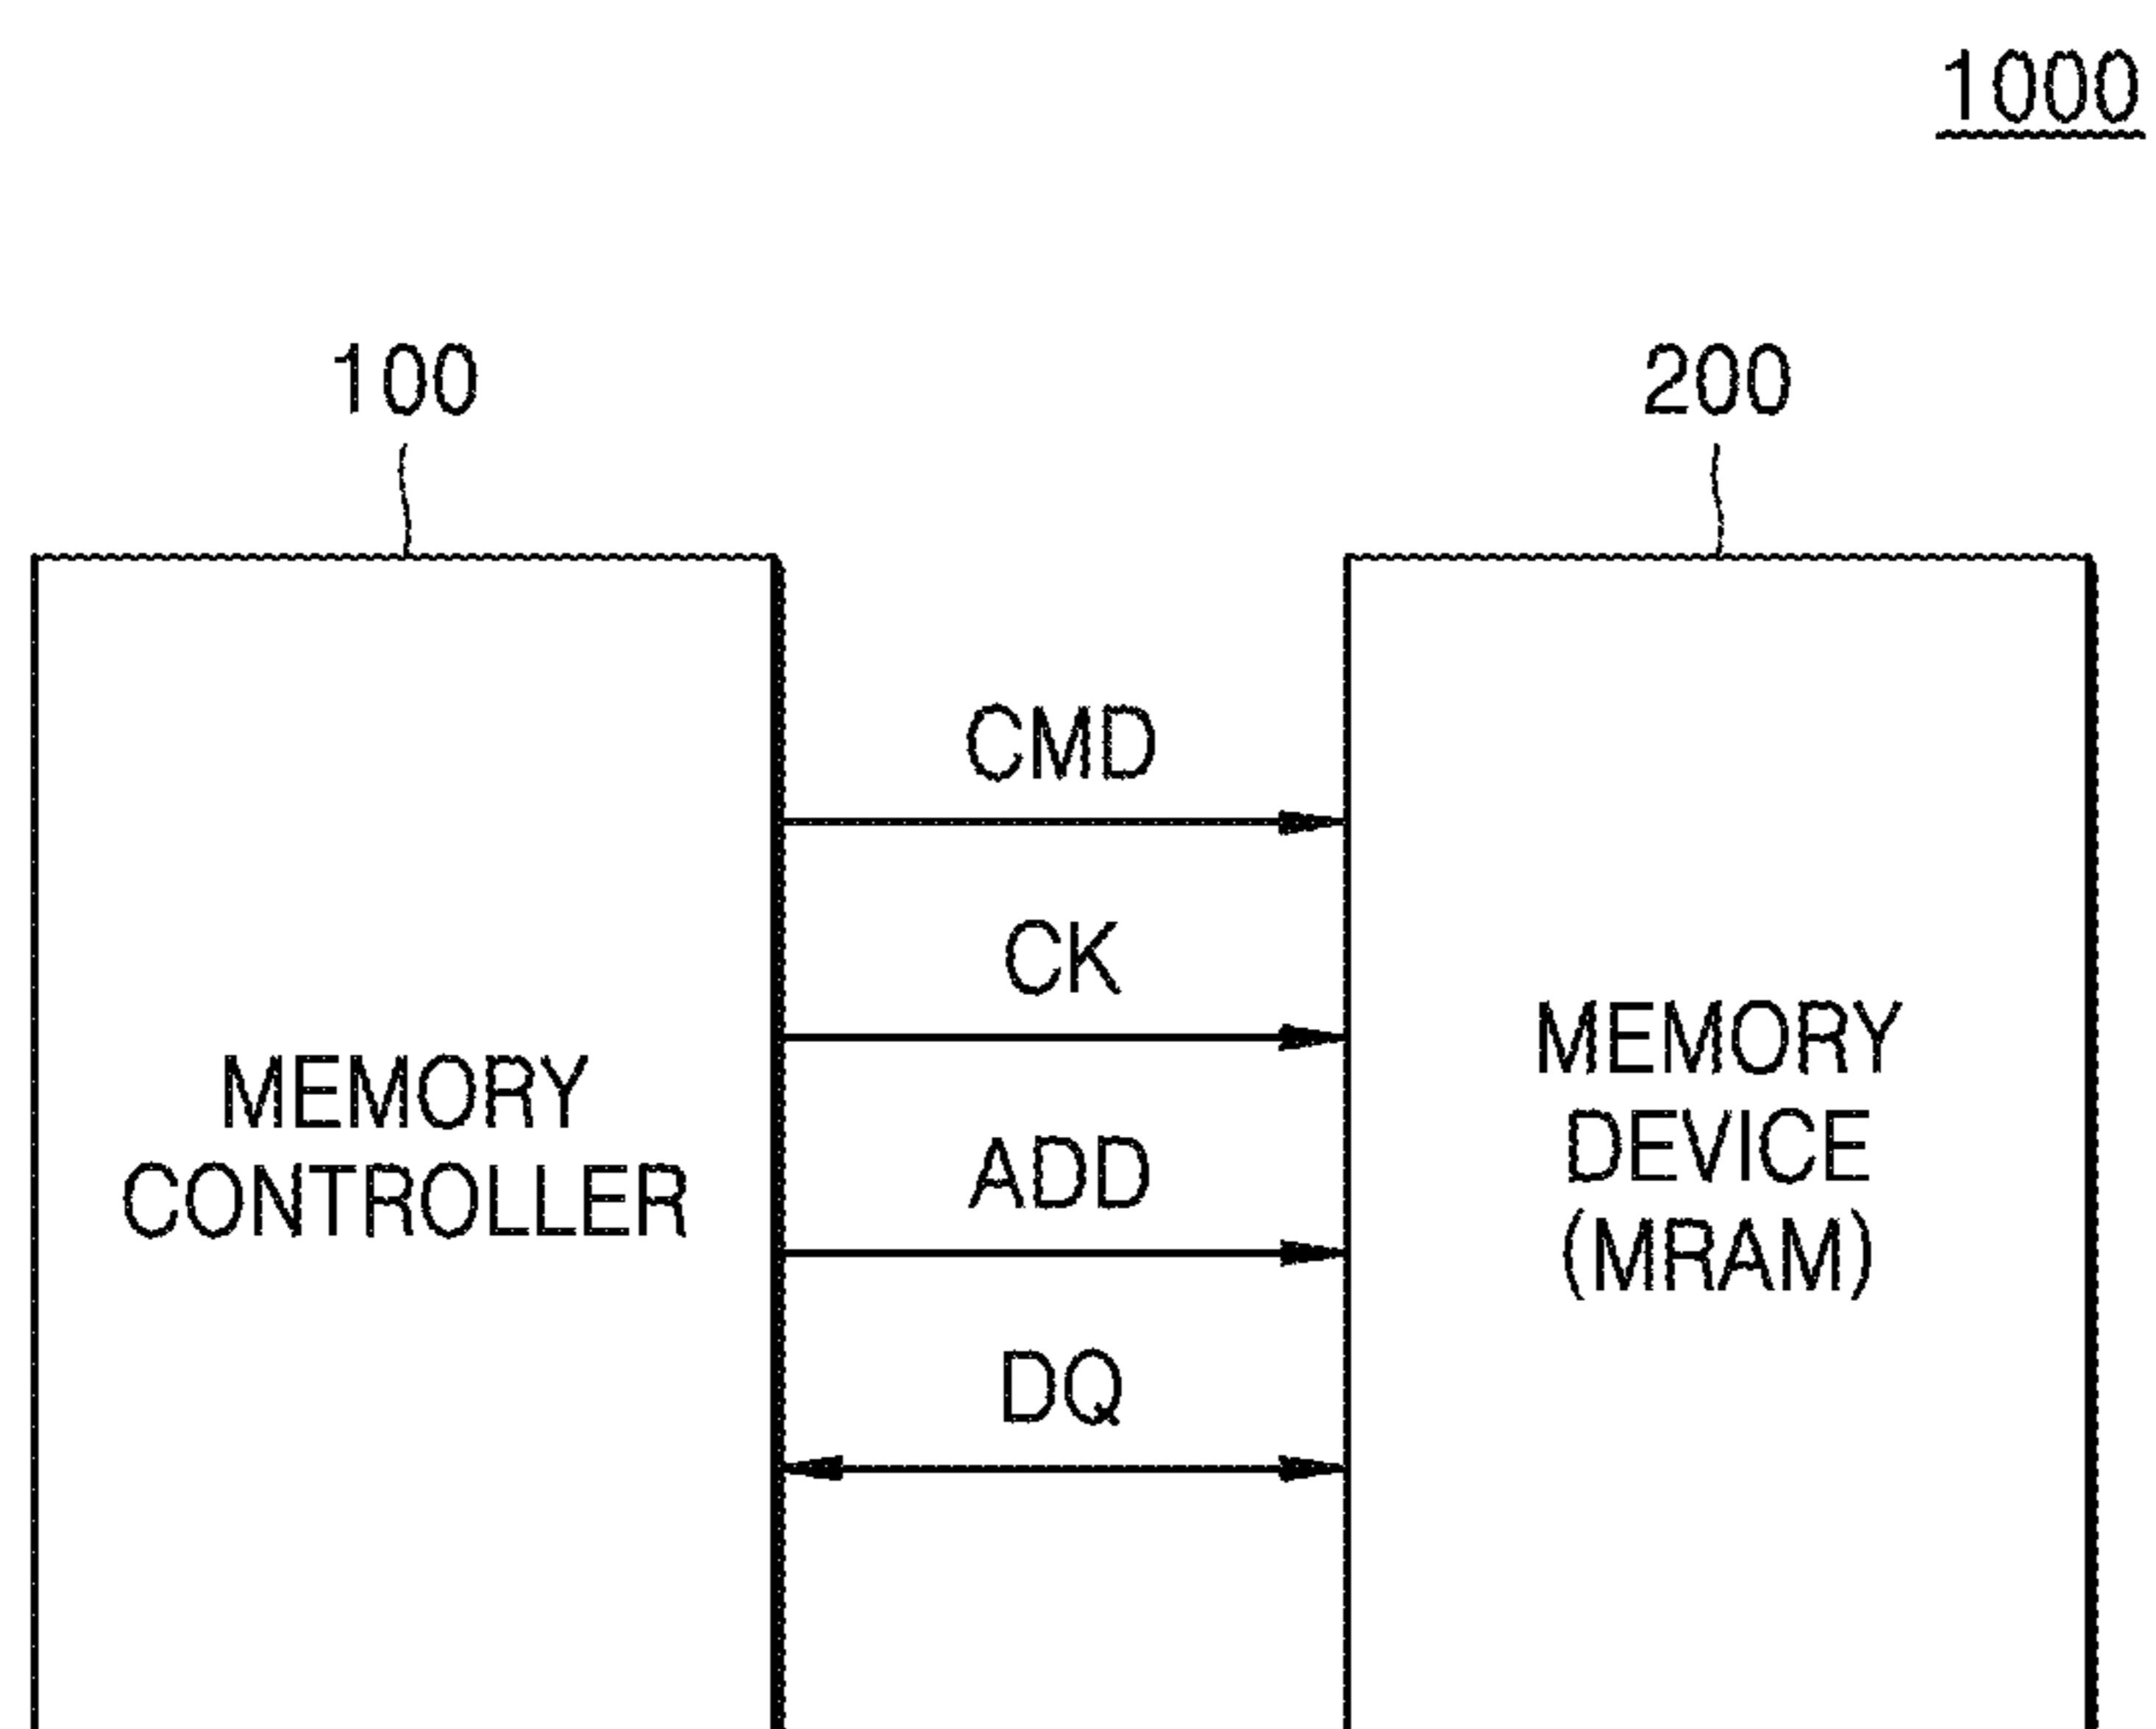 1000
100
200
CMD
CK
ADD
DQ
MEMORY
CONTROLLER
MEMORY
DEVICE
(MRAM)